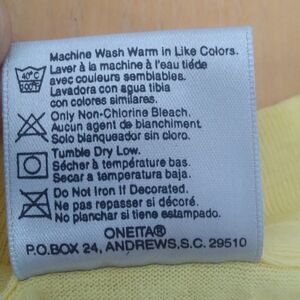 Machine Wash Warm in Like Colors.
Laver à la machine à l'eau tiéde
avec couleurs semblables.
Lavadora con agua tibia
con colores similares.
40°C
100°F
Only Non-Chlorine Bleach.
Aucun agent de blanchiment.
Solo blanqueador sin cloro.
Tumble Dry Low.
Sécher à température bas.
Secar a temperatura baja.
Do Not Iron if Decorated.
Ne pas repasser si décoré.
No planchar si tiene estampado.
ONEITA®
P.O.BOX 24, ANDREWS,S.C. 29510